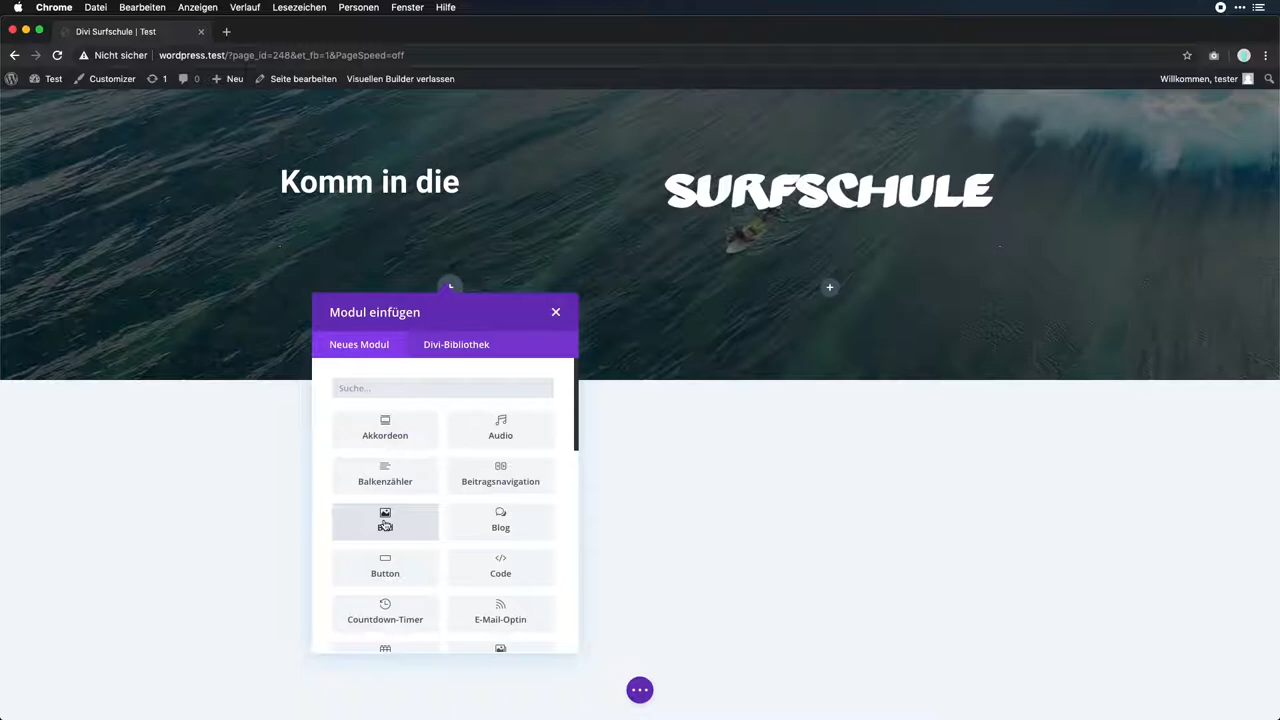 Chrome Datei Bearbeiten Anzeigen Verlauf Lesezeichen Personen Fenster Hilfe
Divi Surfschule | Test
Nicht sicher wordpress.test/?page_id=248&et_fb=1&PageSpeed=off
Test Customizer 1 0 Neu Seite bearbeiten Visuellen Builder verlassen Willkommen, tester
Komm in die SURFSCHULE
Modul einfügen
Neues Modul Divi-Bibliothek
Suche...
Akkordeon Audio
Balkenzähler Beitragsnavigation
Blog
Button Code
Countdown-Timer E-Mail-Optin